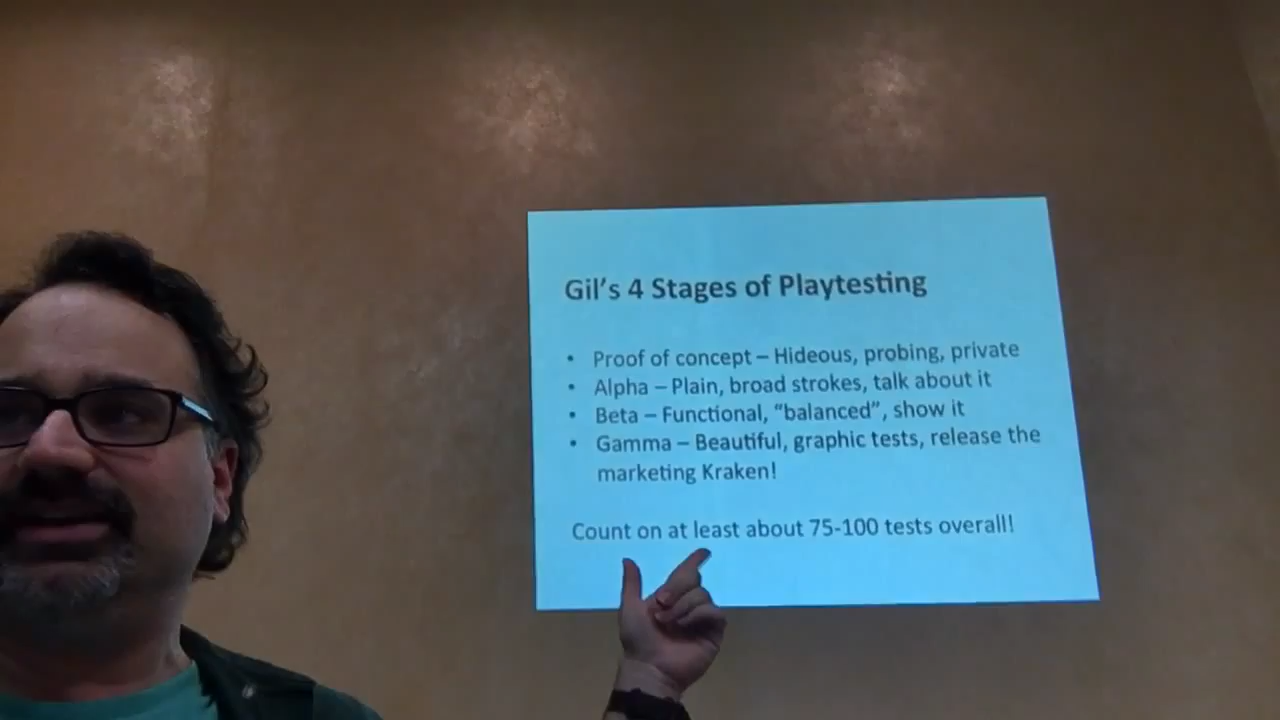 Gil's 4 Stages of Playtesting
• Proof of concept – Hideous, probing, private
• Alpha – Plain, broad strokes, talk about it
• Beta – Functional, "balanced", show it
• Gamma – Beautiful, graphic tests, release the
marketing Kraken!
Count on at least about 75-100 tests overall!